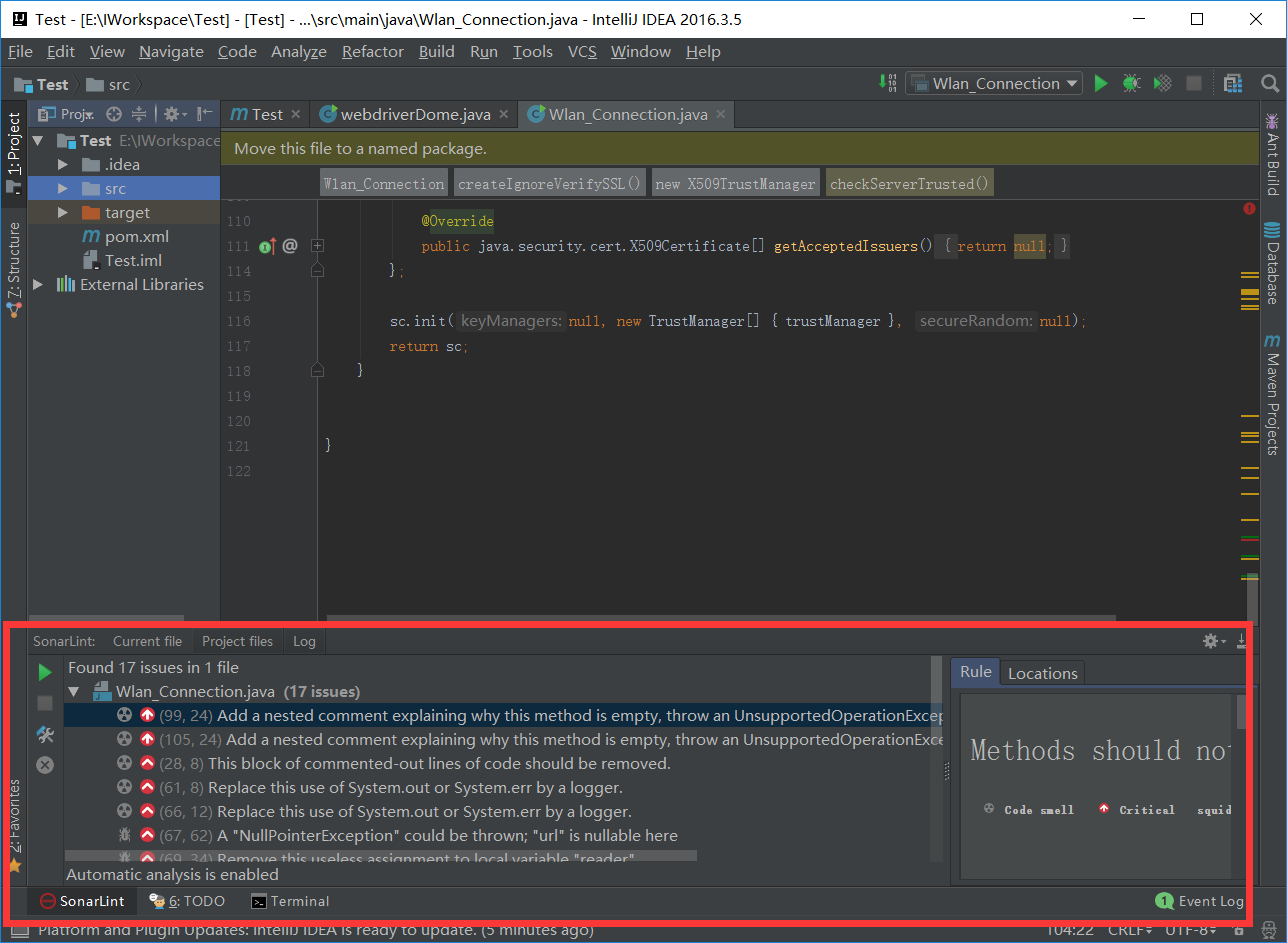 Test - [E:\IWorkspace\Test] - [Test] - ...\src\main\java\Wlan_Connection.java - IntelliJ IDEA 2016.3.5
File Edit View Navigate Code Analyze Refactor Build Run Tools VCS Window Help
Test src Wlan_Connection
1: Project
Z: Structure
2: Favorites
Proje
Test E:\IWorkspace
.idea
src
target
pom.xml
Test.iml
External Libraries
Test webdriverDome.java Wlan_Connection.java
Move this file to a named package.
Wlan_Connection createIgnoreVerifySSL() new X509TrustManager checkServerTrusted()
110 @Override
111 public java.security.cert.X509Certificate[] getAcceptedIssuers() { return null; }
114 };
115
116 sc.init( keyManagers: null, new TrustManager[] { trustManager }, secureRandom: null);
117 return sc;
118 }
119
120
121 }
122
Ant Build
Database
Maven Projects
SonarLint: Current file Project files Log
Found 17 issues in 1 file
Wlan_Connection.java (17 issues)
(99, 24) Add a nested comment explaining why this method is empty, throw an UnsupportedOperationExcep
(105, 24) Add a nested comment explaining why this method is empty, throw an UnsupportedOperationExce
(28, 8) This block of commented-out lines of code should be removed.
(61, 8) Replace this use of System.out or System.err by a logger.
(66, 12) Replace this use of System.out or System.err by a logger.
(67, 62) A "NullPointerException" could be thrown; "url" is nullable here
(69, 34) Remove this useless assignment to local variable "reader"
Automatic analysis is enabled
Rule Locations
Methods should not
Code smell Critical squid
SonarLint 6: TODO Terminal 1 Event Log
Platform and Plugin Updates: IntelliJ IDEA is ready to update. (5 minutes ago) 104:22 CRLF UTF-8